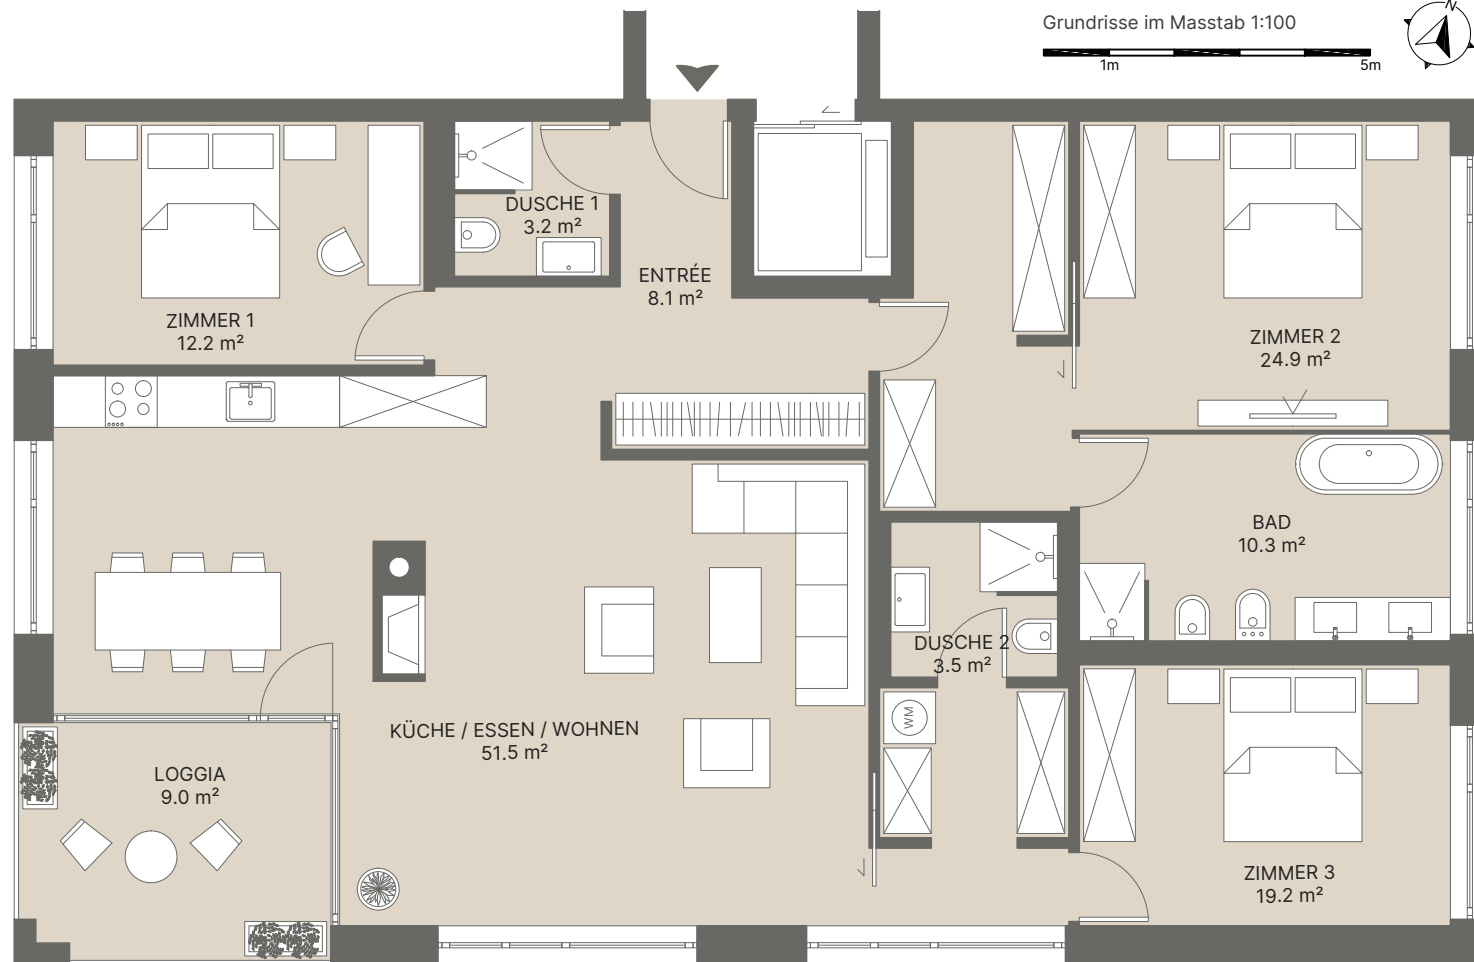 Grundrisse im Masstab 1:100
N
1m
5m
DUSCHE 1
3.2 m²
ENTRÉE
8.1 m²
ZIMMER 1
12.2 m²
ZIMMER 2
24.9 m²
BAD
10.3 m²
DUSCHE 2
3.5 m²
WM
KÜCHE / ESSEN / WOHNEN
51.5 m²
LOGGIA
9.0 m²
ZIMMER 3
19.2 m²